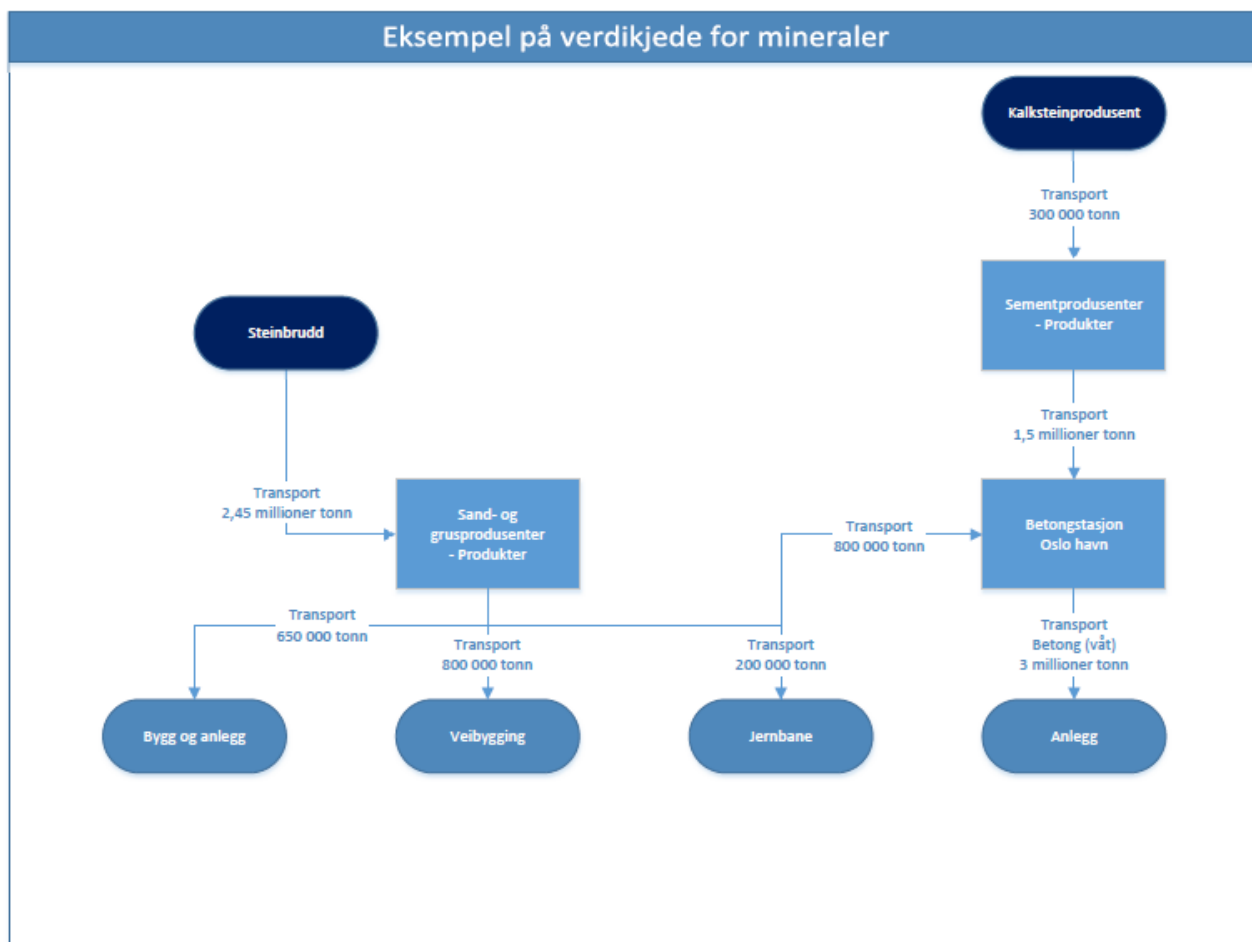 Eksempel på verdikjede for mineraler
Kalksteinprodusent
Transport
300 000 tonn
Sementprodusenter
- Produkter
Steinbrudd
Transport
1,5 millioner tonn
Transport
2,45 millioner tonn
Sand- og
grusprodusenter
- Produkter
Transport
800 000 tonn
Betongstasjon
Oslo havn
Transport
650 000 tonn
Transport
800 000 tonn
Transport
200 000 tonn
Transport
Betong (våt)
3 millioner tonn
Bygg og anlegg
Veibygging
Jernbane
Anlegg